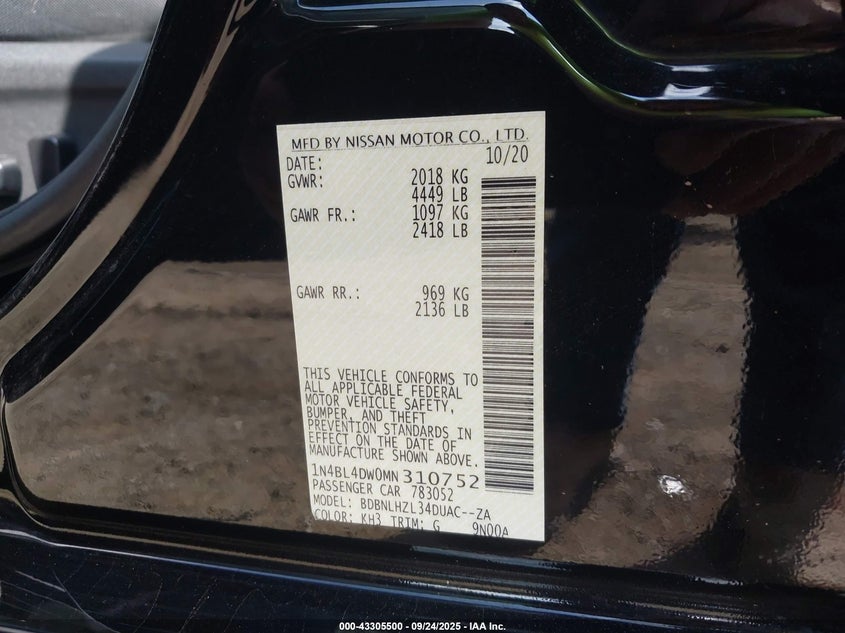 MFD BY NISSAN MOTOR CO., LTD.
DATE: 10/20
GVWR: 2018 KG
4449 LB
GAWR FR.: 1097 KG
2418 LB
GAWR RR.: 969 KG
2136 LB
THIS VEHICLE CONFORMS TO
ALL APPLICABLE FEDERAL
MOTOR VEHICLE SAFETY,
BUMPER, AND THEFT
PREVENTION STANDARDS IN
EFFECT ON THE DATE OF
MANUFACTURE SHOWN ABOVE.
1N4BL4DW0MN310752
PASSENGER CAR 783052
MODEL: BDBNLHZL34DUAC--ZA
COLOR: KH3 TRIM: G 9N00A
000-43305500 - 09/24/2025 - IAA Inc.